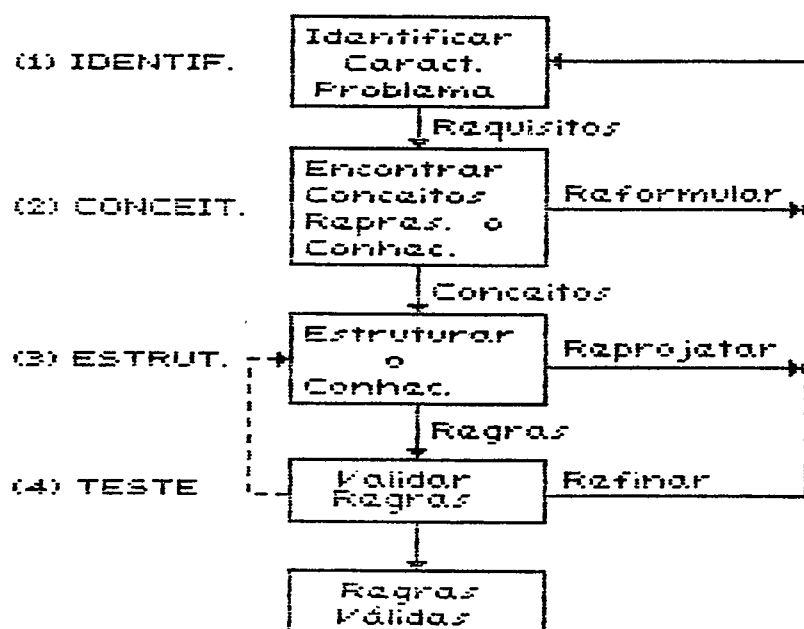 Identificar
(1) IDENTIF.
Caract.
Problema
Requisitos
Encontrar
Conceitos
Reformular
(2) CONCEIT.
Repres. o
Conhec.
Conceitos
Estruturar
(3) ESTRUT.
o
Reprojetar
Conhec.
Regras
(4) TESTE
Validar
Regras
Refinar
Regras
Válidas